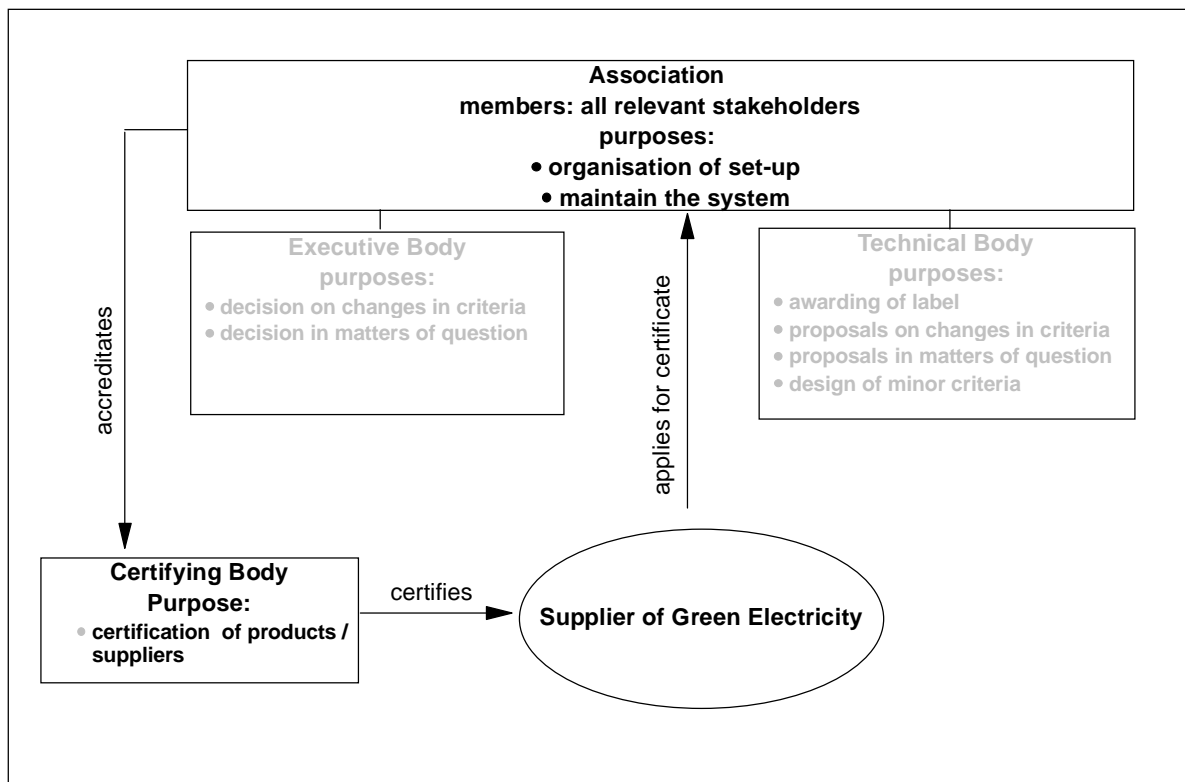 Association
members: all relevant stakeholders
purposes:
• organisation of set-up
• maintain the system
Executive Body
purposes:
• decision on changes in criteria
• decision in matters of question
Technical Body
purposes:
• awarding of label
• proposals on changes in criteria
• proposals in matters of question
• design of minor criteria
accreditates
applies for certificate
Certifying Body
Purpose:
• certification of products /
suppliers
certifies
Supplier of Green Electricity